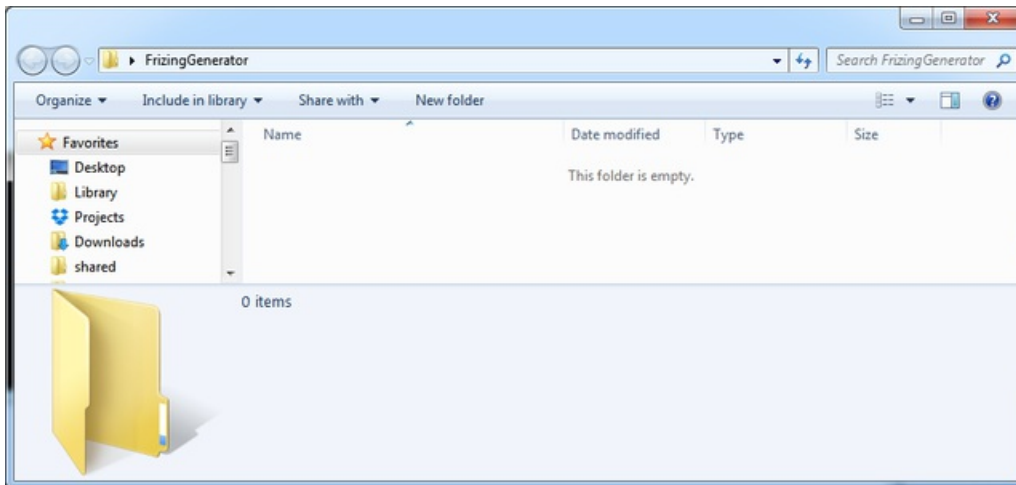 FrizingGenerator
Search FrizingGenerator
Organize Include in library Share with New folder
Favorites
Desktop
Library
Projects
Downloads
shared
Name Date modified Type Size
This folder is empty.
0 items